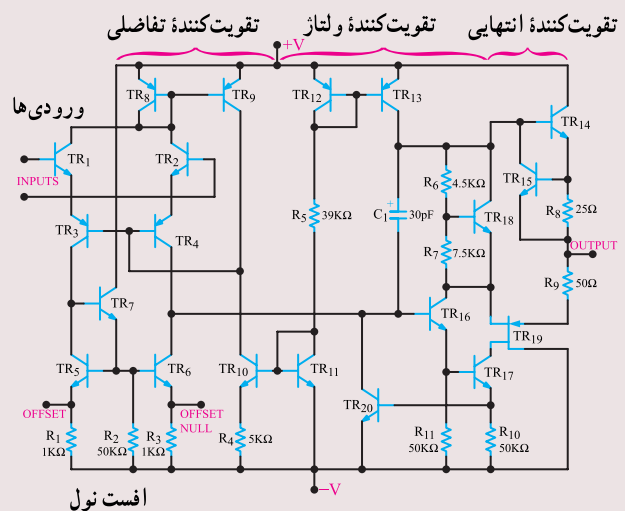 تقویت‌کنندهٔ تفاضلی تقویت‌کنندهٔ ولتاژ تقویت‌کنندهٔ انتهایی
+V
TR8 TR9 TR12 TR13 TR14
ورودی‌ها
TR1 TR2 TR15
INPUTS
R6 4.5KΩ
R5 39KΩ
C1 + 30pF
TR18
R8 25Ω
TR3 TR4
R7 7.5KΩ
OUTPUT
R9 50Ω
TR7
TR16
TR19
TR5 TR6 TR10 TR11 TR17
TR20
OFFSET
OFFSET
NULL
R1 1KΩ
R2 50KΩ
R3 1KΩ
R4 5KΩ
R11 50KΩ
R10 50KΩ
افست نول
–V